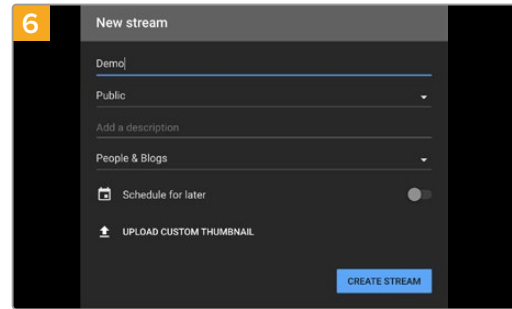 6
New stream
Demo
Public
Add a description
People & Blogs
Schedule for later
UPLOAD CUSTOM THUMBNAIL
CREATE STREAM